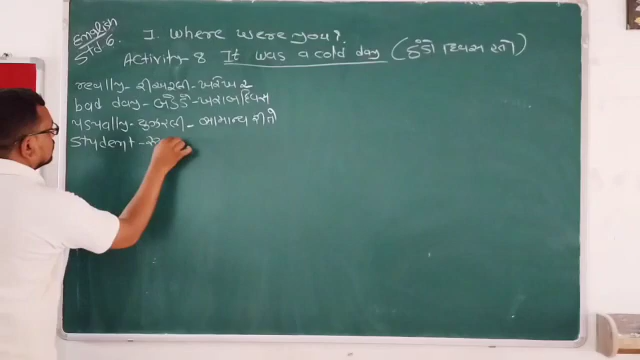 English
Std 6.
1. Where were you?
Activity-8 It was a cold day (ઠંડો દિવસ હતો)
really - રીઅલી - ખરેખર
bad day - બેડ ડે - ખરાબ દિવસ
usually - યુઝઅલી - સામાન્ય રીતે
student -